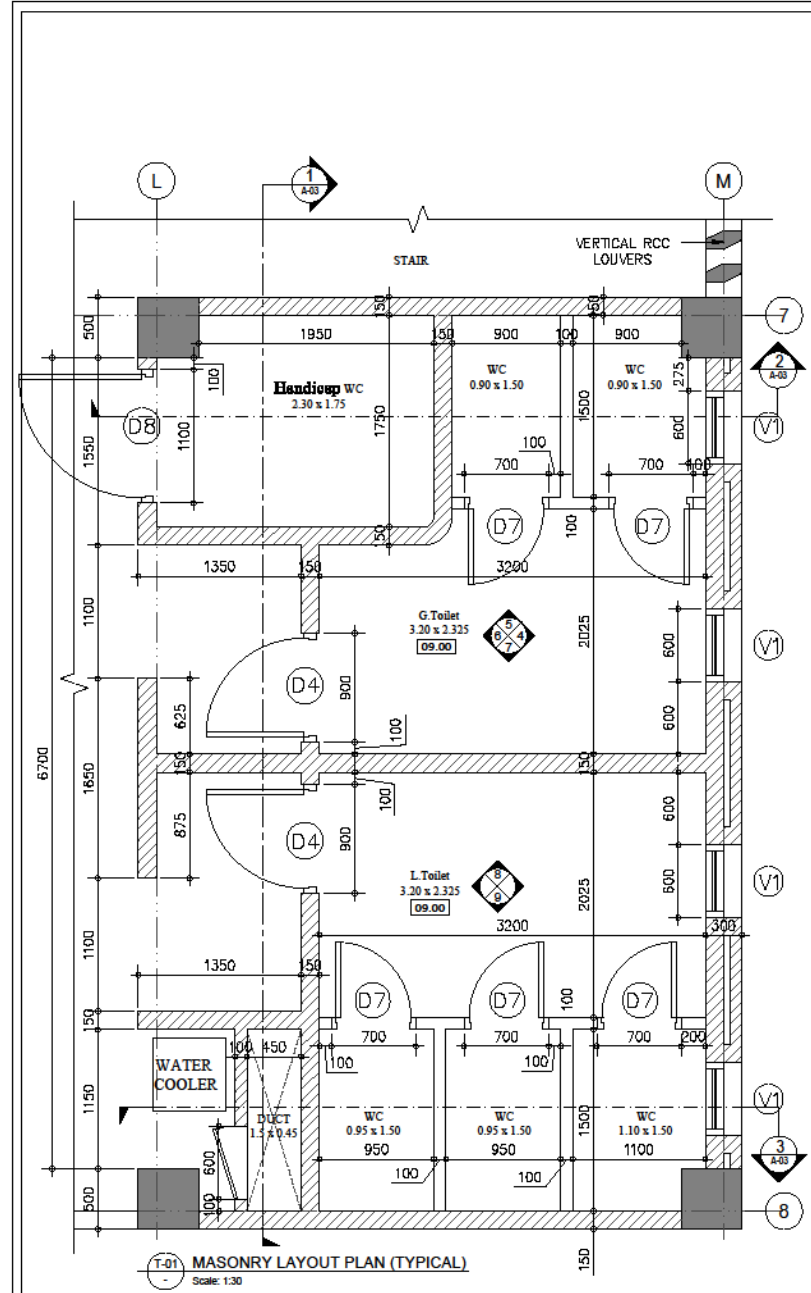 1
A-03
L
M
VERTICAL RCC
LOUVERS
STAIR
500
150
150
7
1950
150
900
100
900
2
A-03
Handicap WC
2.30 x 1.75
WC
0.90 x 1.50
WC
0.90 x 1.50
275
100
1100
1550
1750
1500
600
D8
V1
100
700
700
100
D7
D7
100
150
1350
150
3200
1100
G.Toilet
3.20 x 2.325
09.00
5
6 4
7
2025
600
V1
D4
900
625
600
100
6700
1650
150
150
100
875
D4
900
600
L.Toilet
3.20 x 2.325
09.00
8
9
2025
600
V1
1100
3200
300
1350
150
D7
D7
D7
100
150
100
450
700
700
700
200
100
100
WATER
COOLER
1150
DUCT
1.5 x 0.45
WC
0.95 x 1.50
WC
0.95 x 1.50
WC
1.10 x 1.50
1500
V1
950
950
1100
3
A-03
600
100
100
500
100
8
150
T-01
-
MASONRY LAYOUT PLAN (TYPICAL)
Scale: 1:30